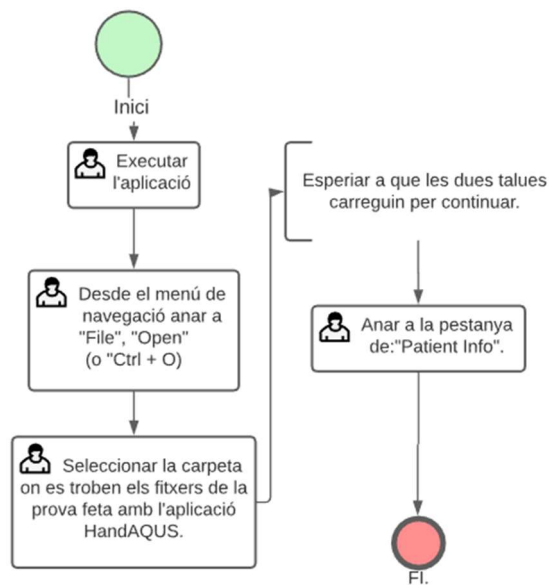 Inici
Executar
l'aplicació
Desde el menú de
navegació anar a
"File", "Open"
(o "Ctrl + O)
Seleccionar la carpeta
on es troben els fitxers de la
prova feta amb l'aplicació
HandAQUS.
Esperiar a que les dues talues
carreguin per continuar.
Anar a la pestanya
de:"Patient Info".
FI.